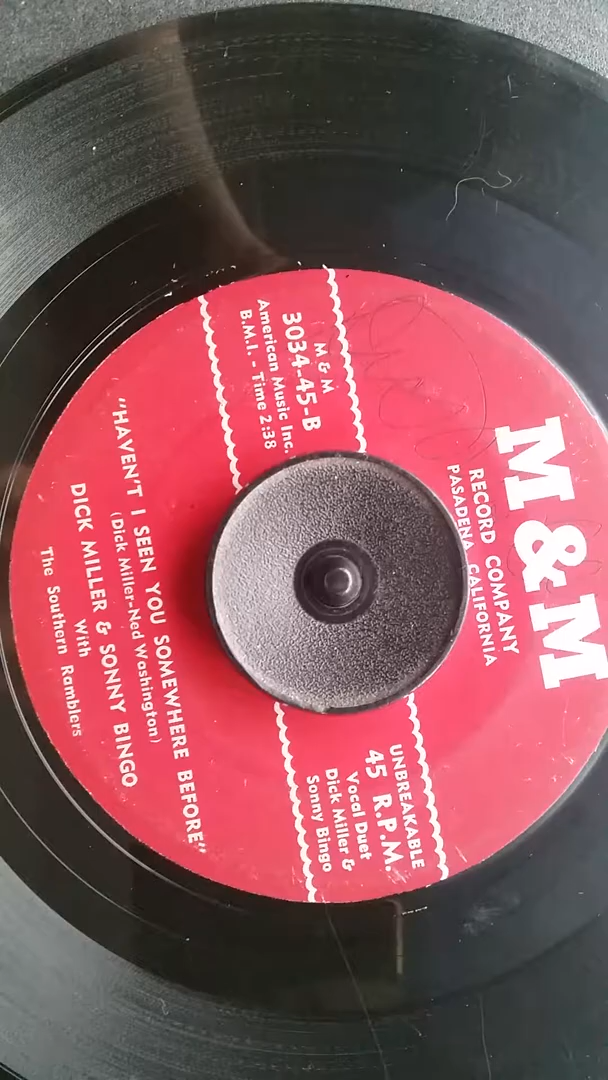 M & M
RECORD COMPANY
PASADENA CALIFORNIA
M & M
3034-45-B
American Music Inc.
B.M.I. - Time 2:38
UNBREAKABLE
45 R.P.M.
Vocal Duet
Dick Miller &
Sonny Bingo
"HAVEN'T I SEEN YOU SOMEWHERE BEFORE"
(Dick Miller-Ned Washington)
DICK MILLER & SONNY BINGO
With
The Southern Ramblers